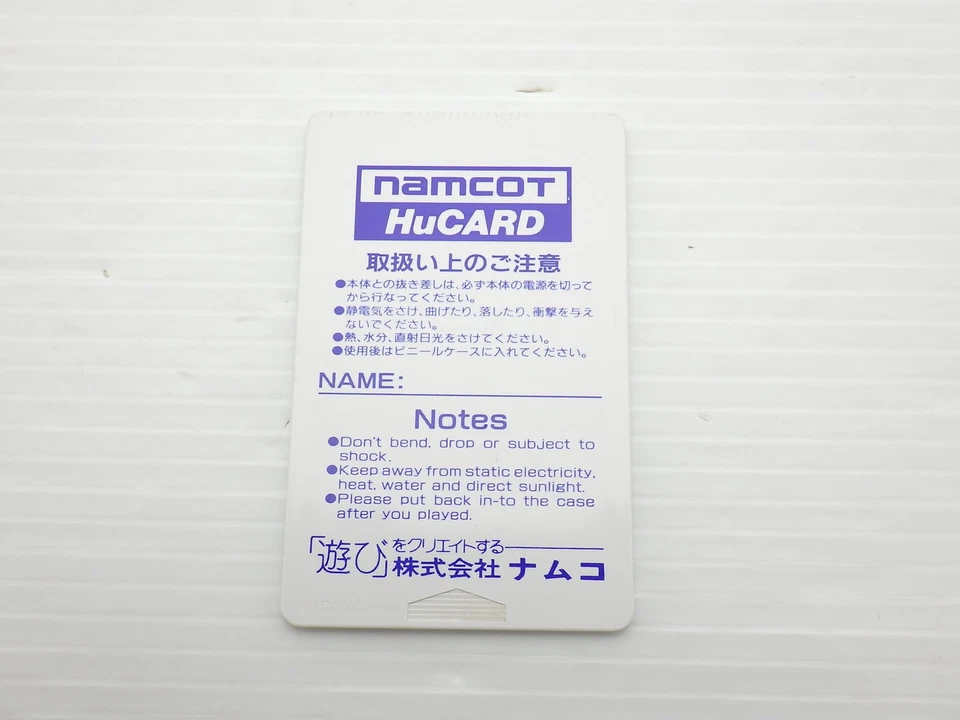 namcot
HuCARD
取扱い上のご注意
●本体との抜き差しは、必ず本体の電源を切って
から行なってください。
●静電気をさけ、曲げたり、落したり、衝撃を与え
ないでください。
●熱、水分、直射日光をさけてください。
●使用後はビニールケースに入れてください。
NAME:
Notes
●Don't bend, drop or subject to
shock.
●Keep away from static electricity,
heat, water and direct sunlight.
●Please put back in-to the case
after you played.
「遊び」をクリエイトする
株式会社ナムコ